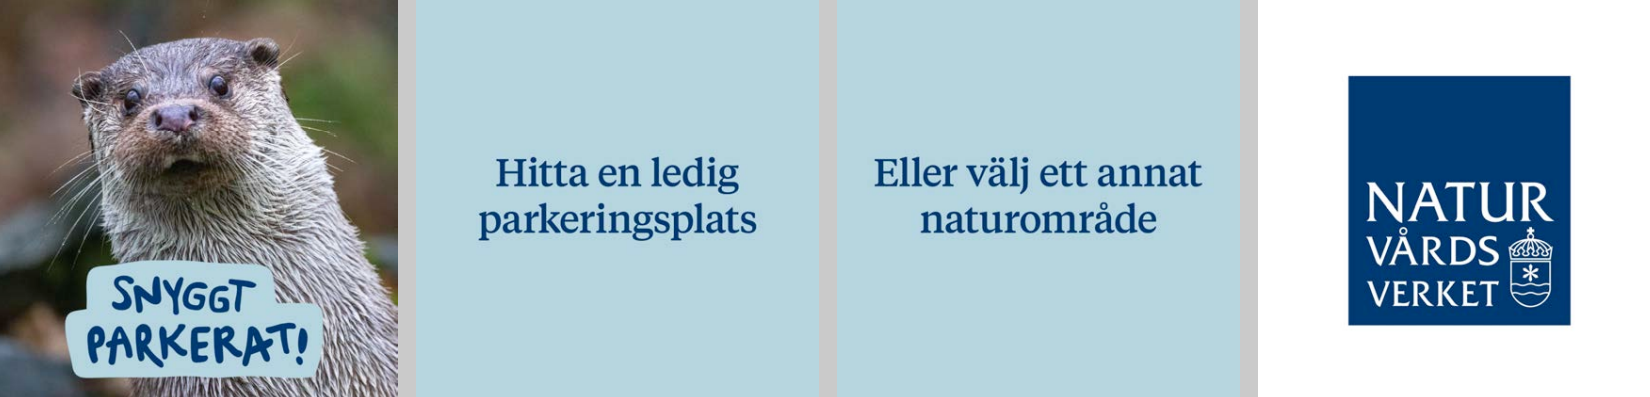 SNYGGT
PARKERAT!
Hitta en ledig
parkeringsplats
Eller välj ett annat
naturområde
NATUR
VÅRDS
VERKET